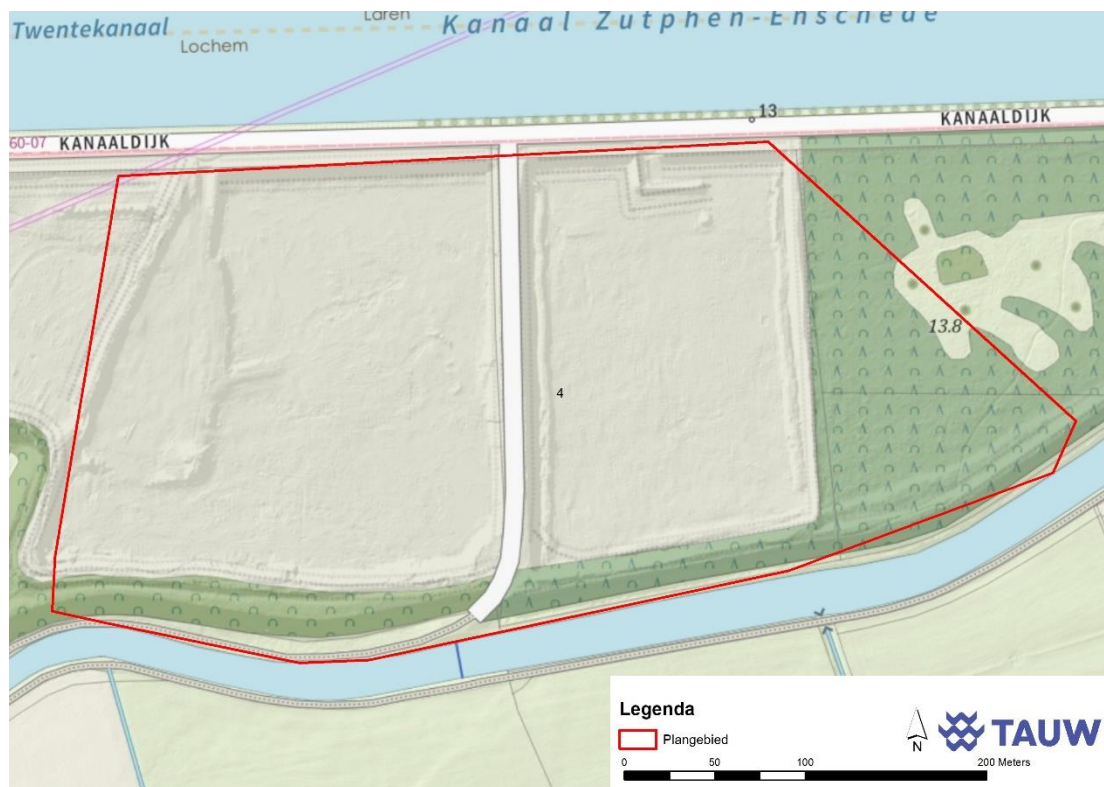 Laren
Twentekanaal
Kanaal Zutphen-Enschede
Lochem
13
60-07 KANAALDIJK
KANAALDIJK
13.8
4
Legenda
Plangebied
N
TAUW
0 50 100 200 Meters